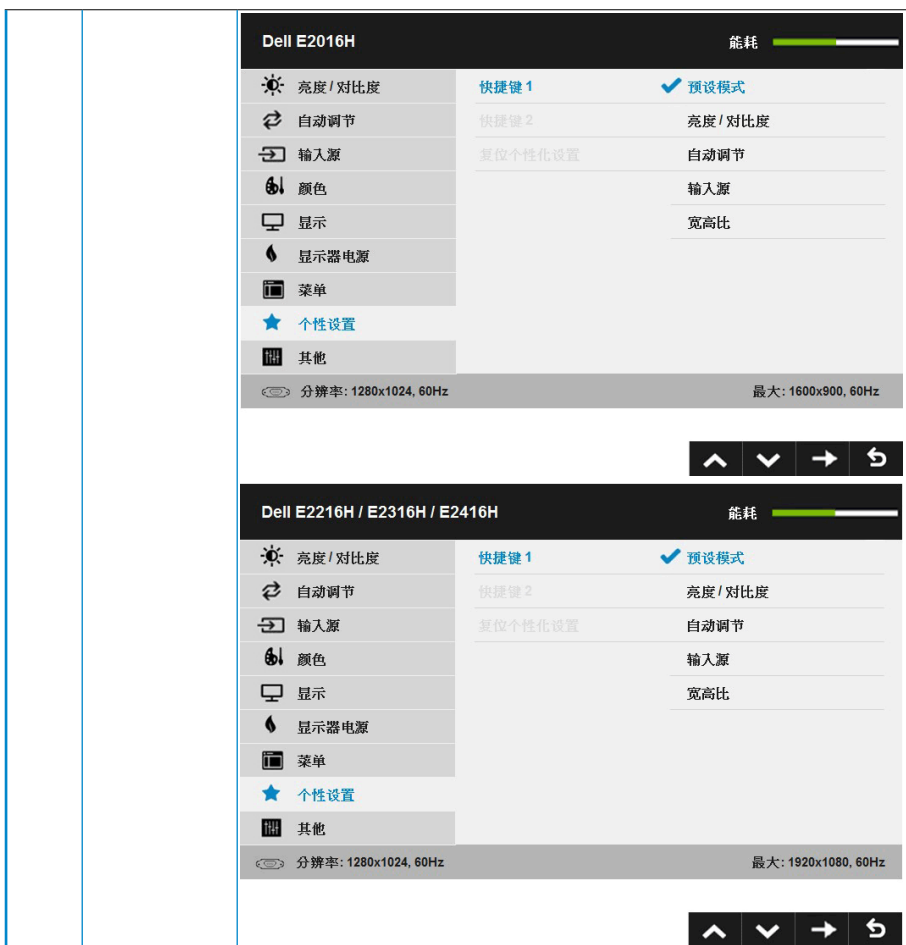 Dell E2016H 能耗
亮度 / 对比度 快捷键 1 预设模式
自动调节 快捷键 2 亮度 / 对比度
输入源 复位个性化设置 自动调节
颜色 输入源
显示 宽高比
显示器电源
菜单
个性设置
其他
分辨率: 1280x1024, 60Hz 最大: 1600x900, 60Hz
Dell E2216H / E2316H / E2416H 能耗
亮度 / 对比度 快捷键 1 预设模式
自动调节 快捷键 2 亮度 / 对比度
输入源 复位个性化设置 自动调节
颜色 输入源
显示 宽高比
显示器电源
菜单
个性设置
其他
分辨率: 1280x1024, 60Hz 最大: 1920x1080, 60Hz